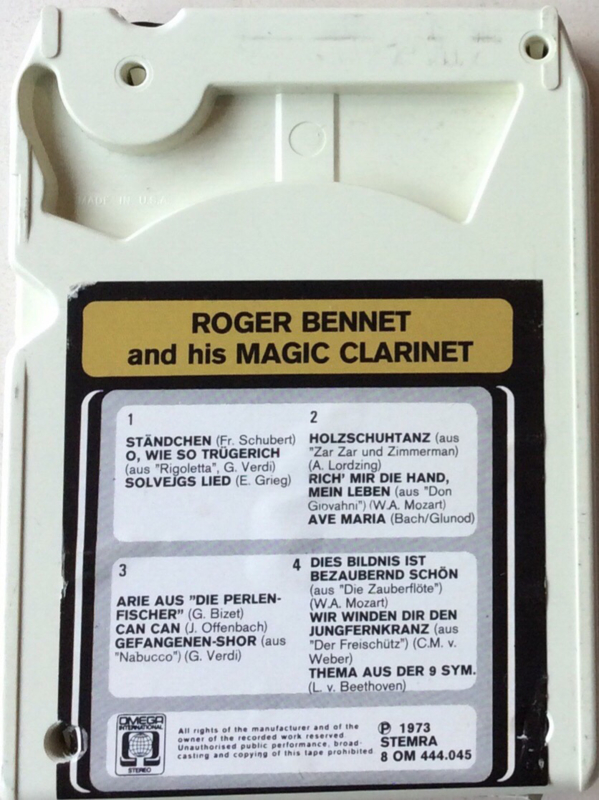 MADE IN U.K.
ROGER BENNET
and his MAGIC CLARINET
1
STÄNDCHEN (Fr. Schubert)
O, WIE SO TRÜGERICH
(aus "Rigoletta", G. Verdi)
SOLVEJGS LIED (E. Grieg)
2
HOLZSCHUHTANZ (aus
"Zar Zar und Zimmerman)
(A. Lordzing)
RICH' MIR DIE HAND,
MEIN LEBEN (aus "Don
Giovahni") (W.A. Mozart)
AVE MARIA (Bach/Glunod)
3
ARIE AUS "DIE PERLEN-
FISCHER" (G. Bizet)
CAN CAN (J. Offenbach)
GEFANGENEN-SHOR (aus
"Nabucco") (G. Verdi)
4
DIES BILDNIS IST
BEZAUBERND SCHÖN
(aus "Die Zauberflöte")
(W.A. Mozart)
WIR WINDEN DIR DEN
JUNGFERNKRANZ (aus
"Der Freischütz") (C.M. v.
Weber)
THEMA AUS DER 9 SYM.
(L. v. Beethoven)
OMEGA
INTERNATIONAL
STEREO
All rights of the manufacturer and of the
owner of the recorded work reserved.
Unauthorised public performance, broad-
casting and copying of this tape prohibited.
℗ 1973
STEMRA
8 OM 444.045